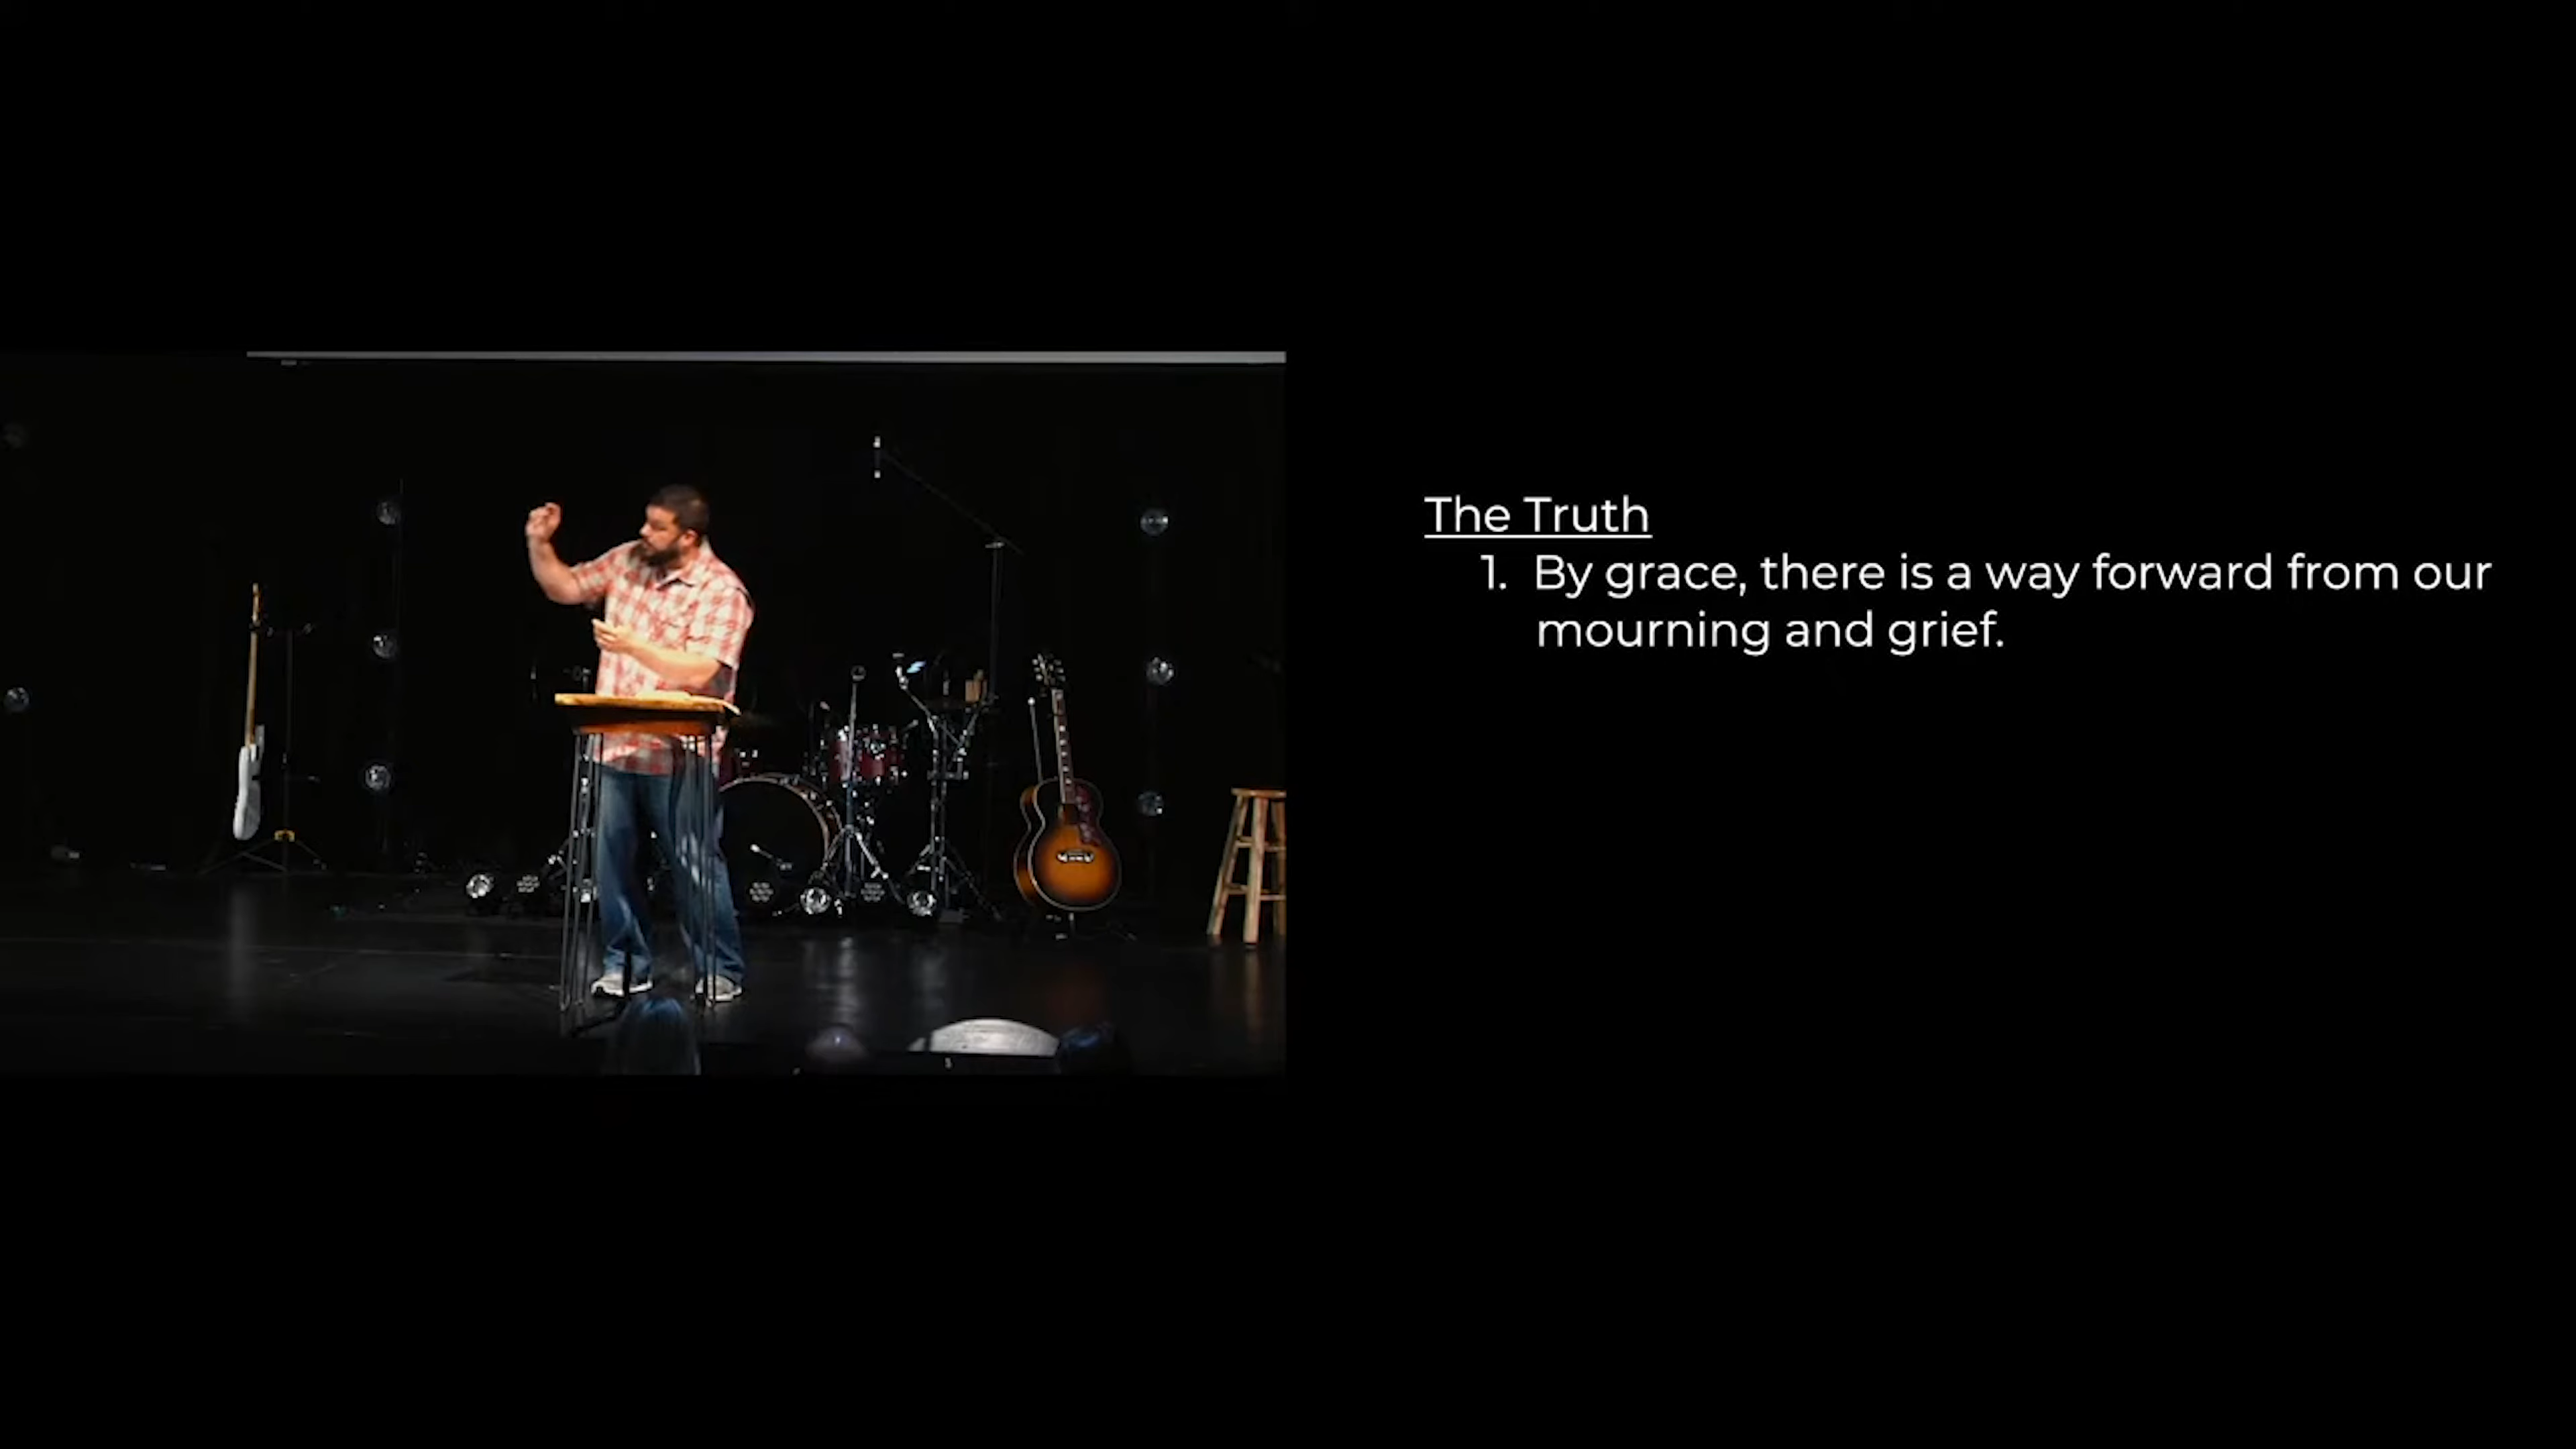 The Truth
1. By grace, there is a way forward from our
mourning and grief.